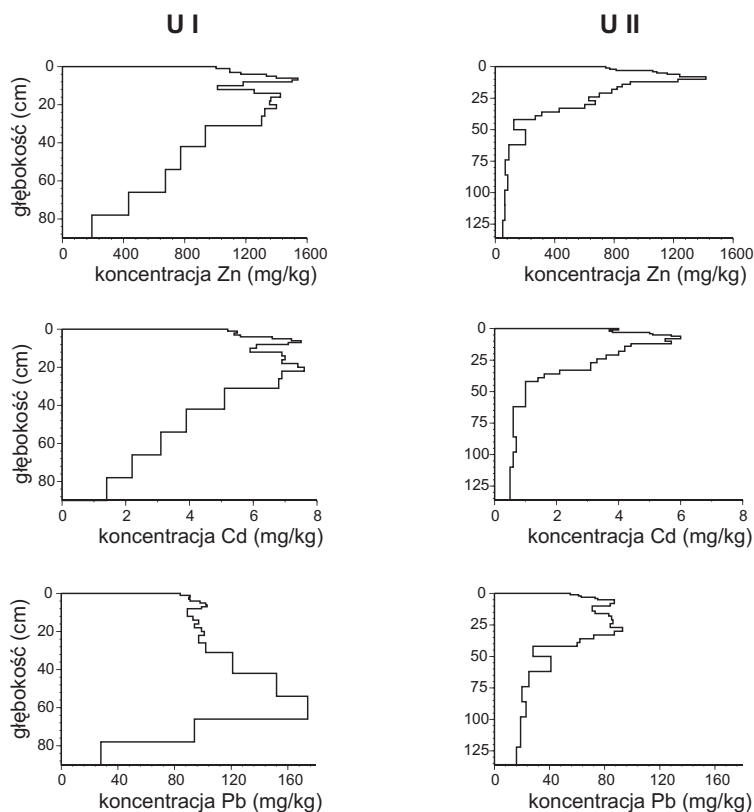 U I
U II
głębokość (cm)
0
20
40
60
80
0 400 800 1200 1600
koncentracja Zn (mg/kg)
0
25
50
75
100
125
0 400 800 1200 1600
koncentracja Zn (mg/kg)
głębokość (cm)
0
20
40
60
80
0 2 4 6 8
koncentracja Cd (mg/kg)
0
25
50
75
100
125
0 2 4 6 8
koncentracja Cd (mg/kg)
głębokość (cm)
0
20
40
60
80
0 40 80 120 160
koncentracja Pb (mg/kg)
0
25
50
75
100
125
0 40 80 120 160
koncentracja Pb (mg/kg)